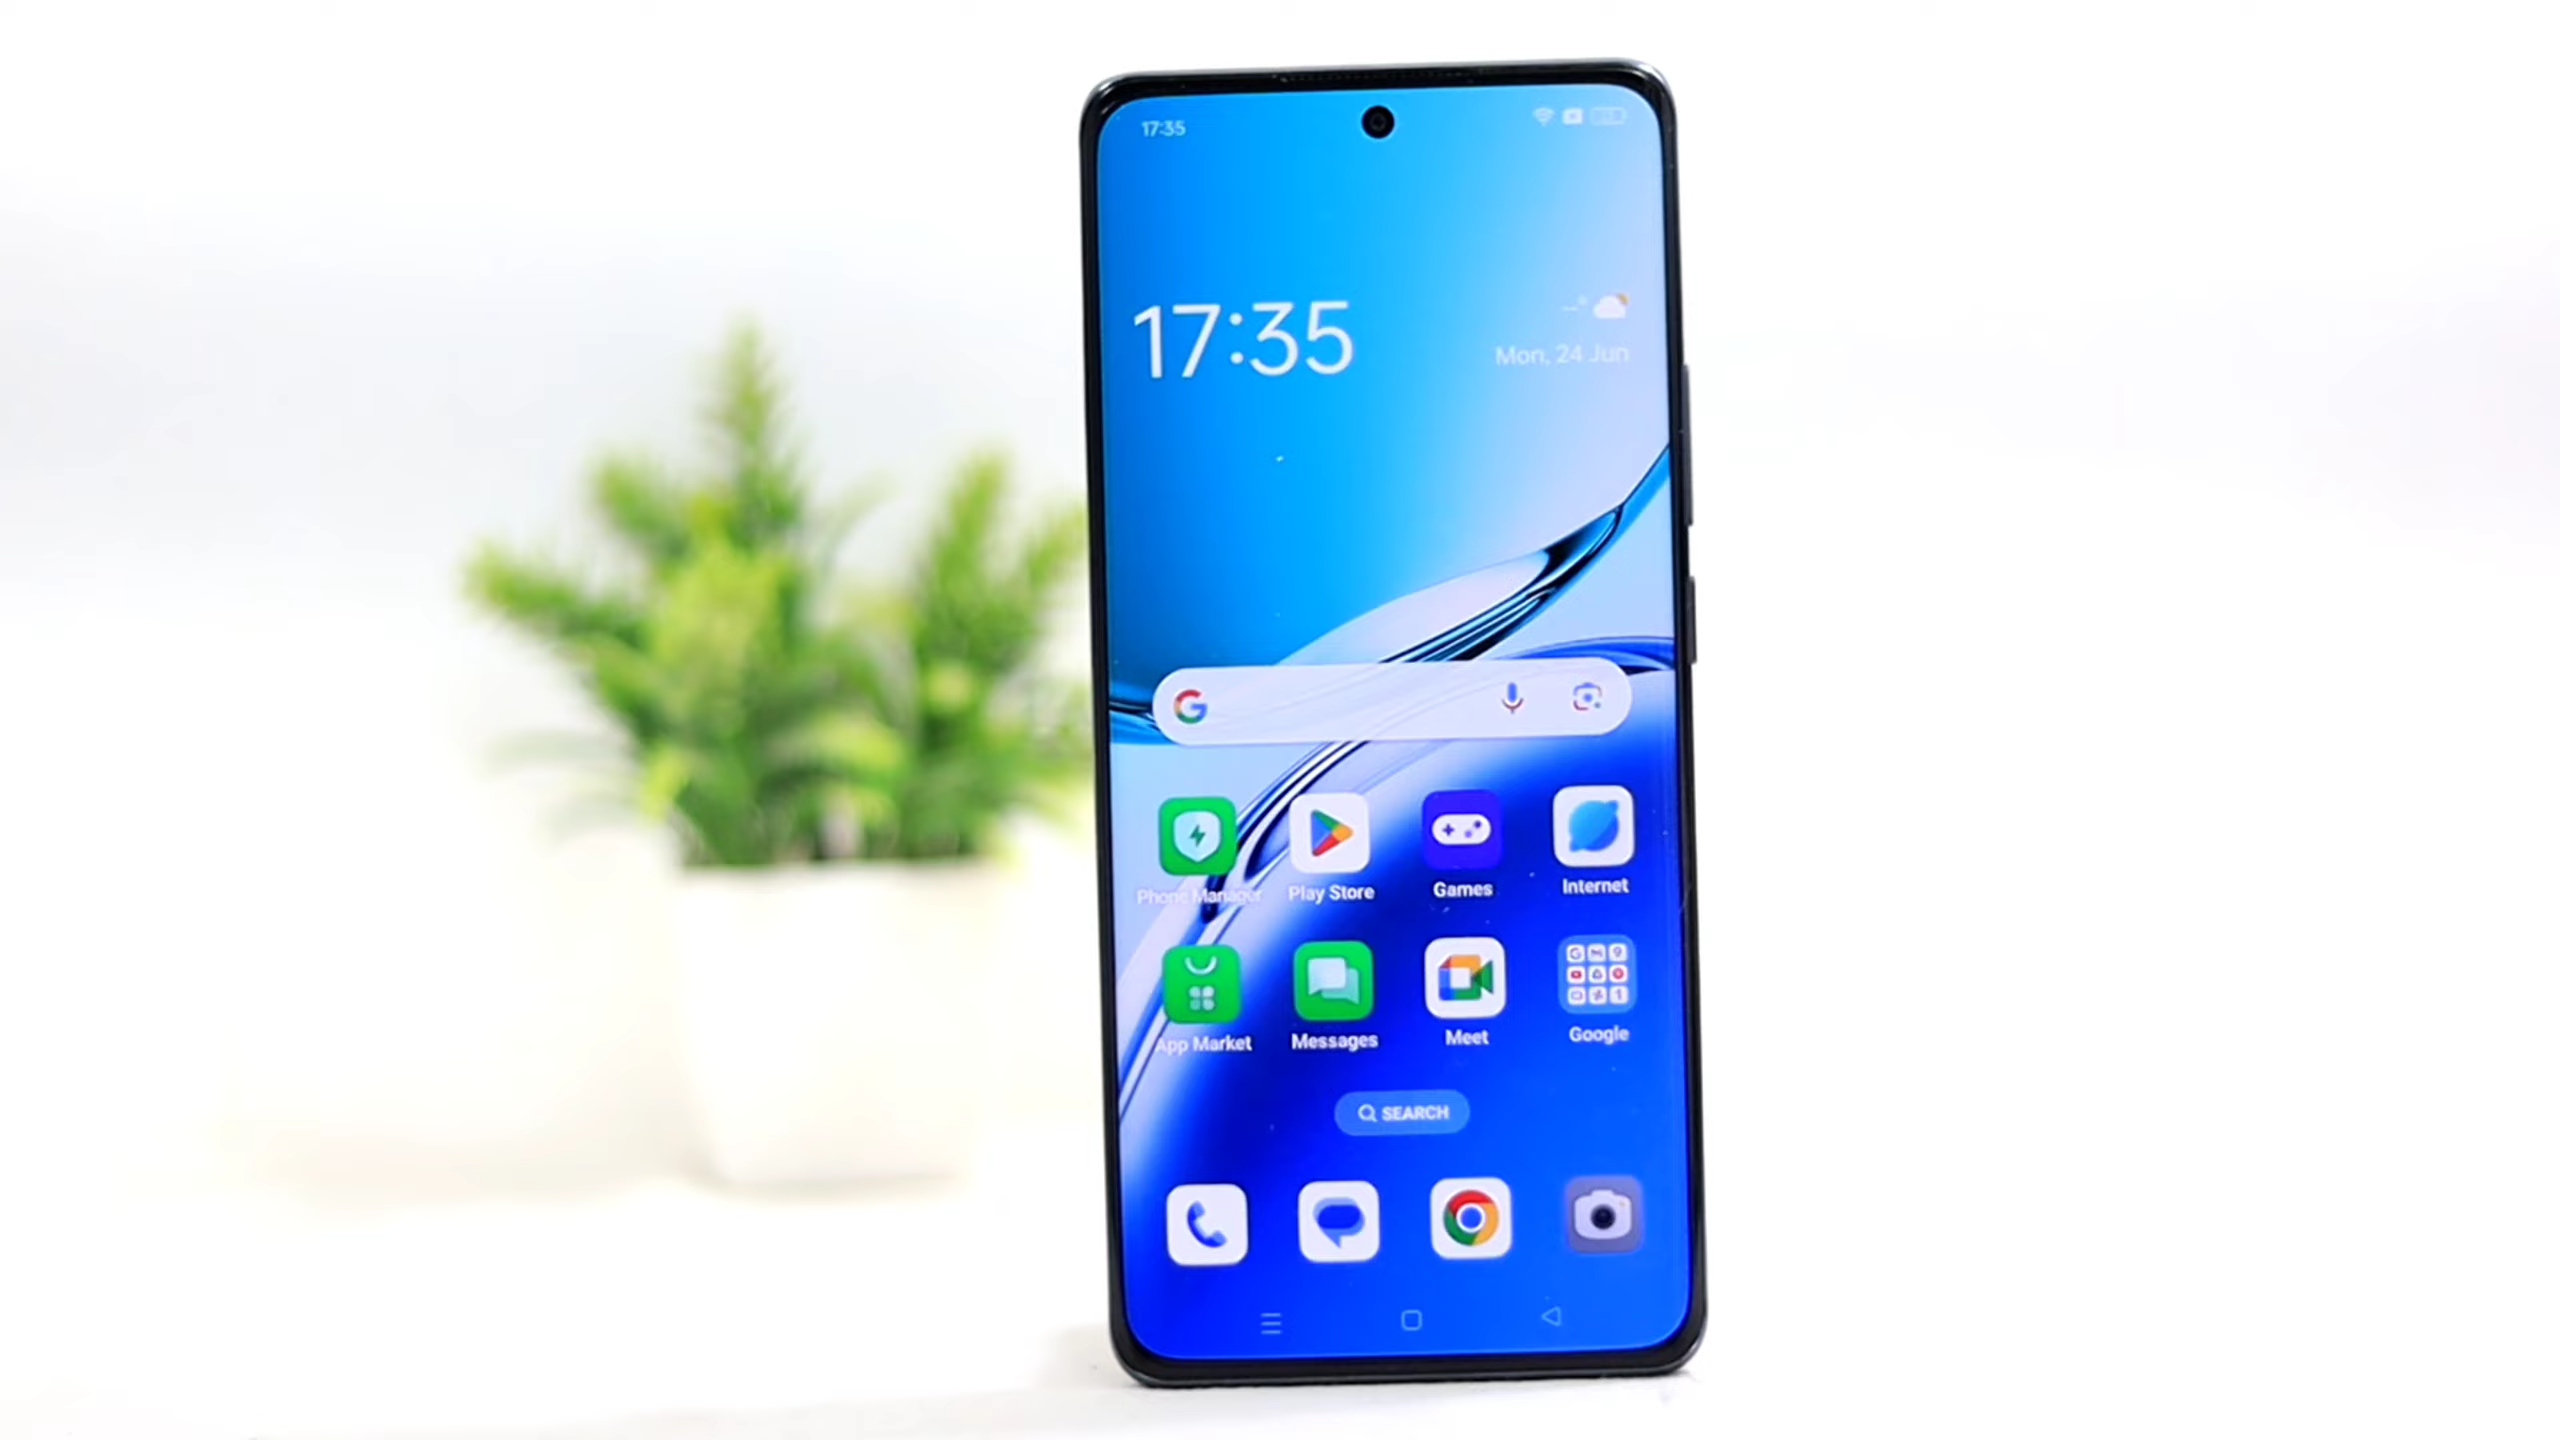 17:35
17:35
Mon, 24 Jun
Phone Manager
Play Store
Games
Internet
App Market
Messages
Meet
Google
SEARCH